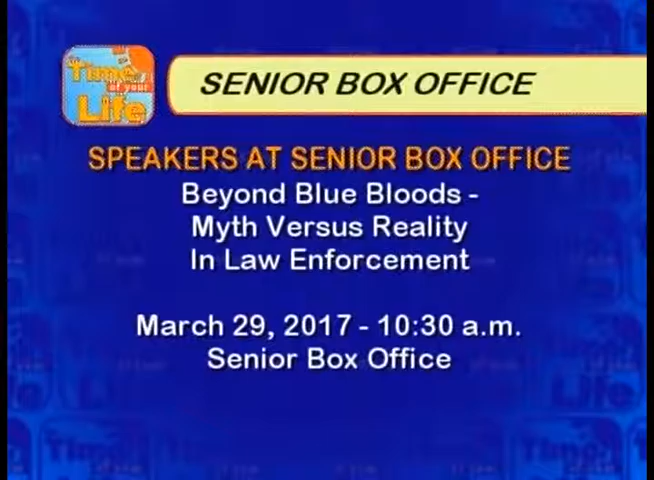 Time
of your
Life
SENIOR BOX OFFICE
SPEAKERS AT SENIOR BOX OFFICE
Beyond Blue Bloods -
Myth Versus Reality
In Law Enforcement
March 29, 2017 - 10:30 a.m.
Senior Box Office